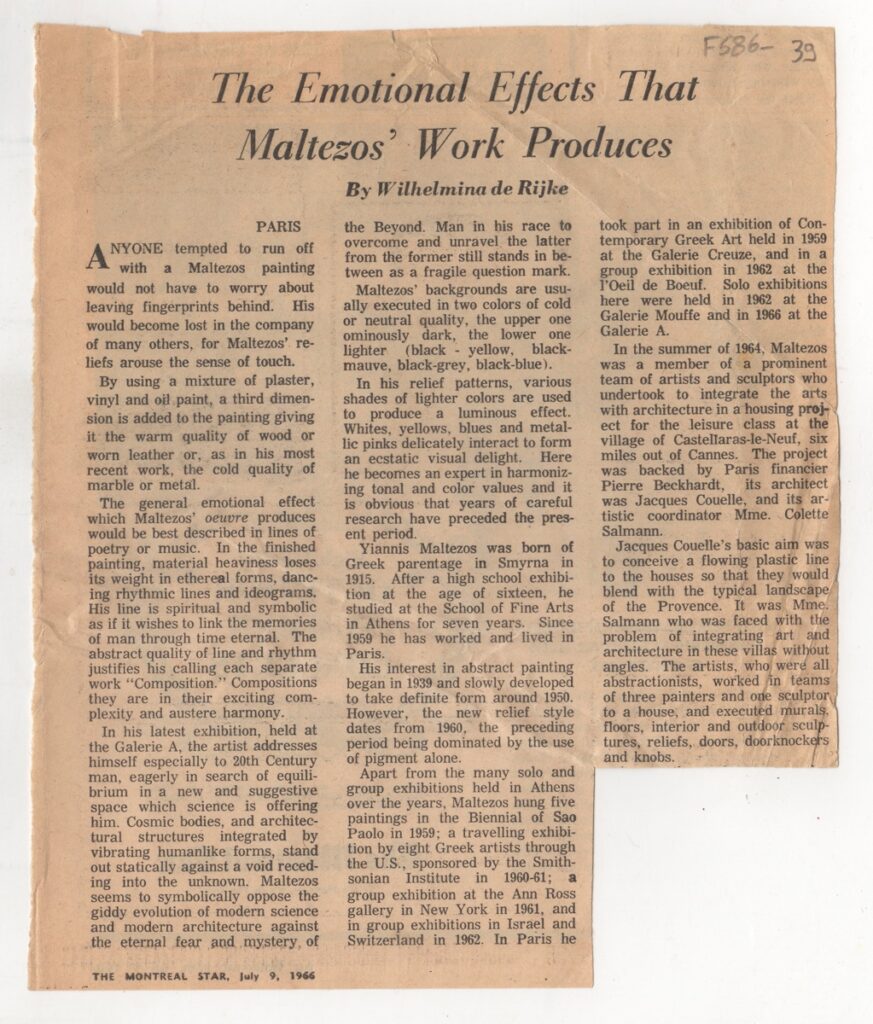 F586- 39
The Emotional Effects That
Maltezos' Work Produces
By Wilhelmina de Rijke
PARIS
ANYONE tempted to run off
with a Maltezos painting
would not have to worry about
leaving fingerprints behind. His
would become lost in the company
of many others, for Maltezos' re-
liefs arouse the sense of touch.
By using a mixture of plaster,
vinyl and oil paint, a third dimen-
sion is added to the painting giving
it the warm quality of wood or
worn leather or, as in his most
recent work, the cold quality of
marble or metal.
The general emotional effect
which Maltezos' oeuvre produces
would be best described in lines of
poetry or music. In the finished
painting, material heaviness loses
its weight in ethereal forms, danc-
ing rhythmic lines and ideograms.
His line is spiritual and symbolic
as if it wishes to link the memories
of man through time eternal. The
abstract quality of line and rhythm
justifies his calling each separate
work "Composition." Compositions
they are in their exciting com-
plexity and austere harmony.
In his latest exhibition, held at
the Galerie A, the artist addresses
himself especially to 20th Century
man, eagerly in search of equili-
brium in a new and suggestive
space which science is offering
him. Cosmic bodies, and architec-
tural structures integrated by
vibrating humanlike forms, stand
out statically against a void reced-
ing into the unknown. Maltezos
seems to symbolically oppose the
giddy evolution of modern science
and modern architecture against
the eternal fear and mystery of
the Beyond. Man in his race to
overcome and unravel the latter
from the former still stands in be-
tween as a fragile question mark.
Maltezos' backgrounds are usu-
ally executed in two colors of cold
or neutral quality, the upper one
ominously dark, the lower one
lighter (black - yellow, black-
mauve, black-grey, black-blue).
In his relief patterns, various
shades of lighter colors are used
to produce a luminous effect.
Whites, yellows, blues and metal-
lic pinks delicately interact to form
an ecstatic visual delight. Here
he becomes an expert in harmoniz-
ing tonal and color values and it
is obvious that years of careful
research have preceded the pres-
ent period.
Yiannis Maltezos was born of
Greek parentage in Smyrna in
1915. After a high school exhibi-
tion at the age of sixteen, he
studied at the School of Fine Arts
in Athens for seven years. Since
1959 he has worked and lived in
Paris.
His interest in abstract painting
began in 1939 and slowly developed
to take definite form around 1950.
However, the new relief style
dates from 1960, the preceding
period being dominated by the use
of pigment alone.
Apart from the many solo and
group exhibitions held in Athens
over the years, Maltezos hung five
paintings in the Biennial of Sao
Paolo in 1959; a travelling exhibi-
tion by eight Greek artists through
the U.S., sponsored by the Smith-
sonian Institute in 1960-61; a
group exhibition at the Ann Ross
gallery in New York in 1961, and
in group exhibitions in Israel and
Switzerland in 1962. In Paris he
took part in an exhibition of Con-
temporary Greek Art held in 1959
at the Galerie Creuze, and in a
group exhibition in 1962 at the
l'Oeil de Boeuf. Solo exhibitions
here were held in 1962 at the
Galerie Mouffe and in 1966 at the
Galerie A.
In the summer of 1964, Maltezos
was a member of a prominent
team of artists and sculptors who
undertook to integrate the arts
with architecture in a housing proj-
ect for the leisure class at the
village of Castellaras-le-Neuf, six
miles out of Cannes. The project
was backed by Paris financier
Pierre Beckhardt, its architect
was Jacques Couelle, and its ar-
tistic coordinator Mme. Colette
Salmann.
Jacques Couelle's basic aim was
to conceive a flowing plastic line
to the houses so that they would
blend with the typical landscape
of the Provence. It was Mme.
Salmann who was faced with the
problem of integrating art and
architecture in these villas without
angles. The artists, who were all
abstractionists, worked in teams
of three painters and one sculptor
to a house, and executed murals,
floors, interior and outdoor sculp-
tures, reliefs, doors, doorknockers
and knobs.
THE MONTREAL STAR, July 9, 1966